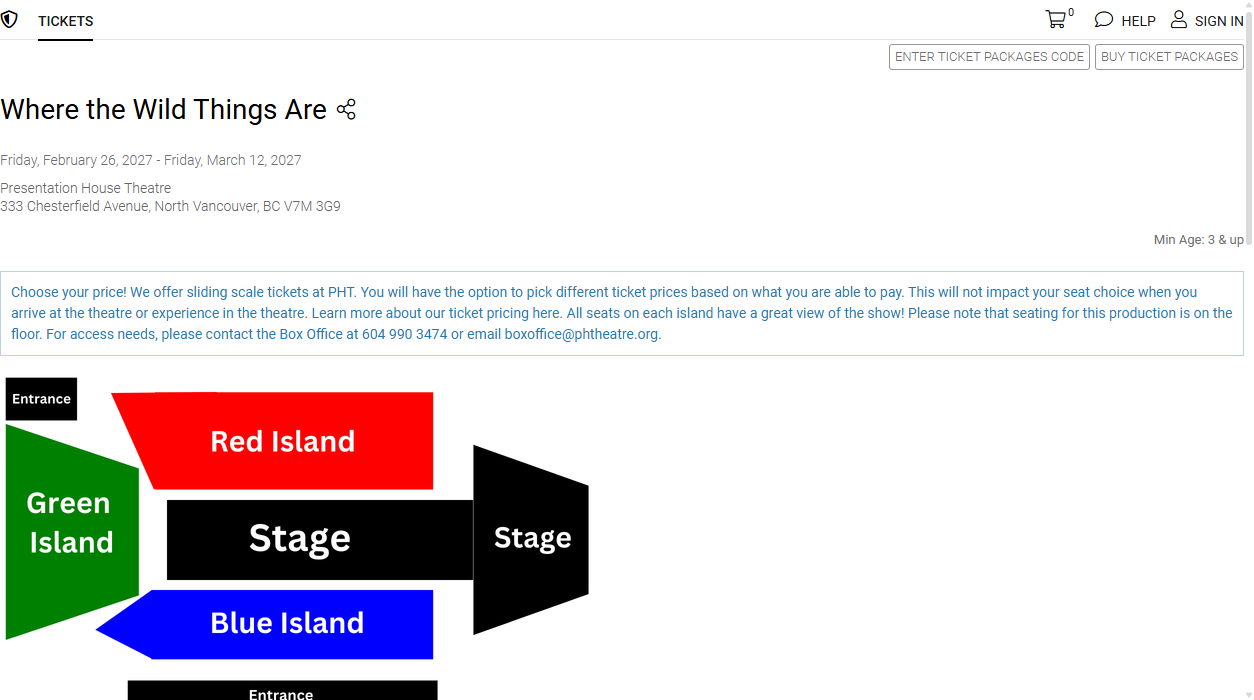 TICKETS
0
HELP
SIGN IN
ENTER TICKET PACKAGES CODE
BUY TICKET PACKAGES
Where the Wild Things Are
Friday, February 26, 2027 - Friday, March 12, 2027
Presentation House Theatre
333 Chesterfield Avenue, North Vancouver, BC V7M 3G9
Min Age: 3 & up
Choose your price! We offer sliding scale tickets at PHT. You will have the option to pick different ticket prices based on what you are able to pay. This will not impact your seat choice when you
arrive at the theatre or experience in the theatre. Learn more about our ticket pricing here. All seats on each island have a great view of the show! Please note that seating for this production is on the
floor. For access needs, please contact the Box Office at 604 990 3474 or email boxoffice@phtheatre.org.
Entrance
Red Island
Green
Island
Stage
Stage
Blue Island
Entrance